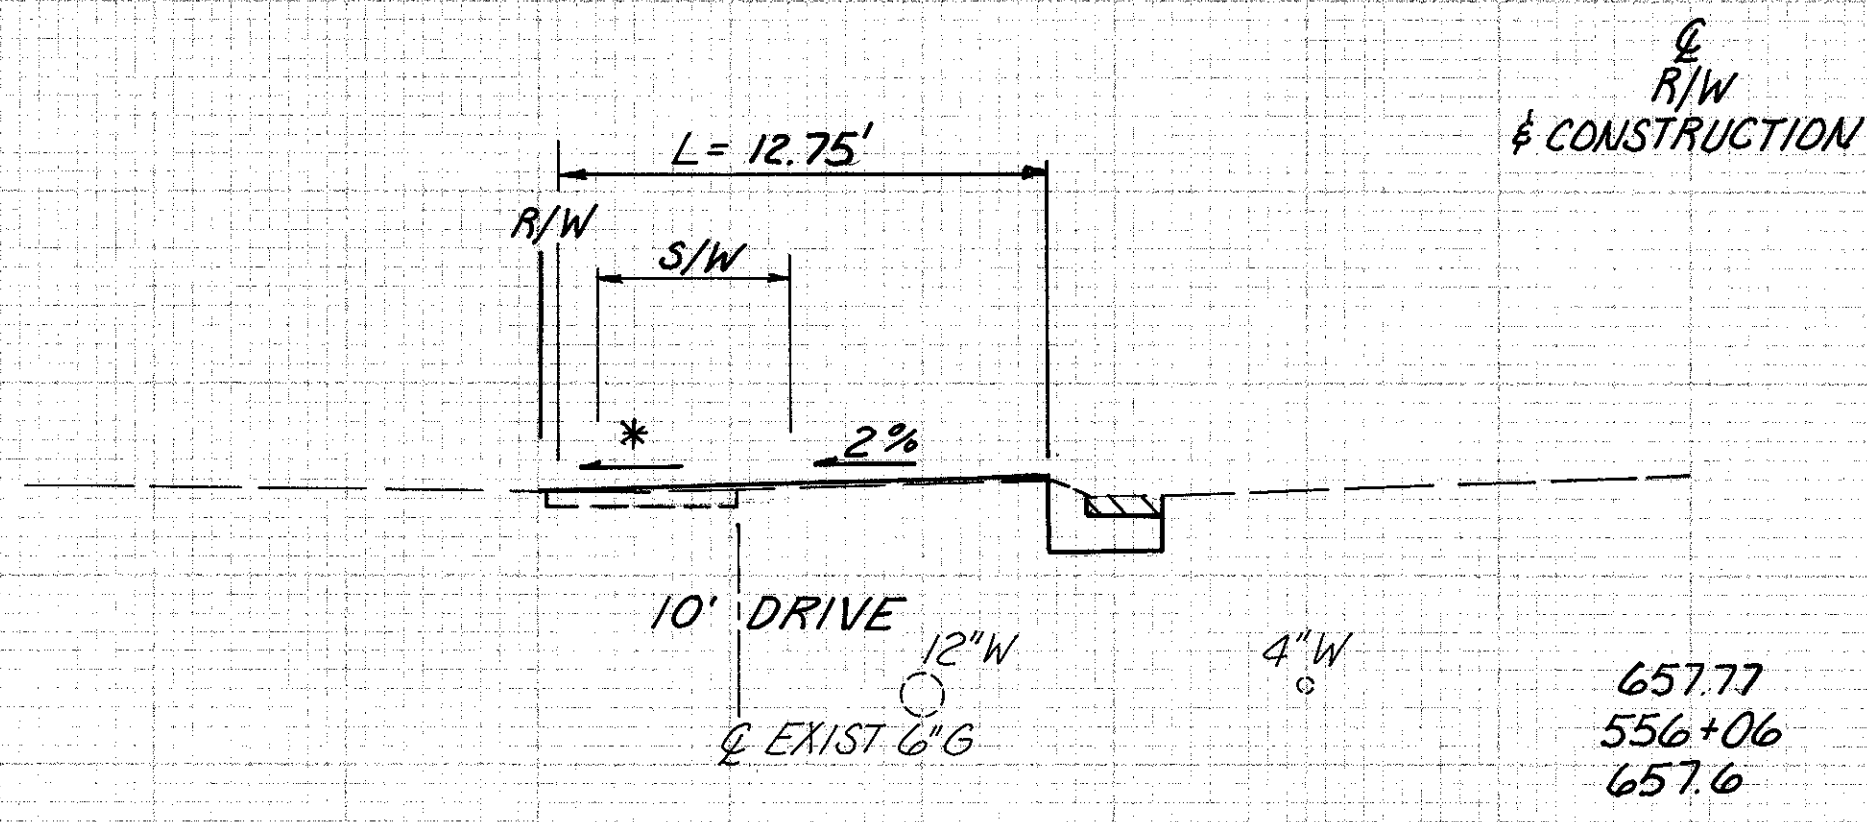 ℄
R/W
& CONSTRUCTION
L= 12.75'
R/W
S/W
*
2%
10' DRIVE
12"W
4"W
℄ EXIST 6"G
657.77
556+06
657.6